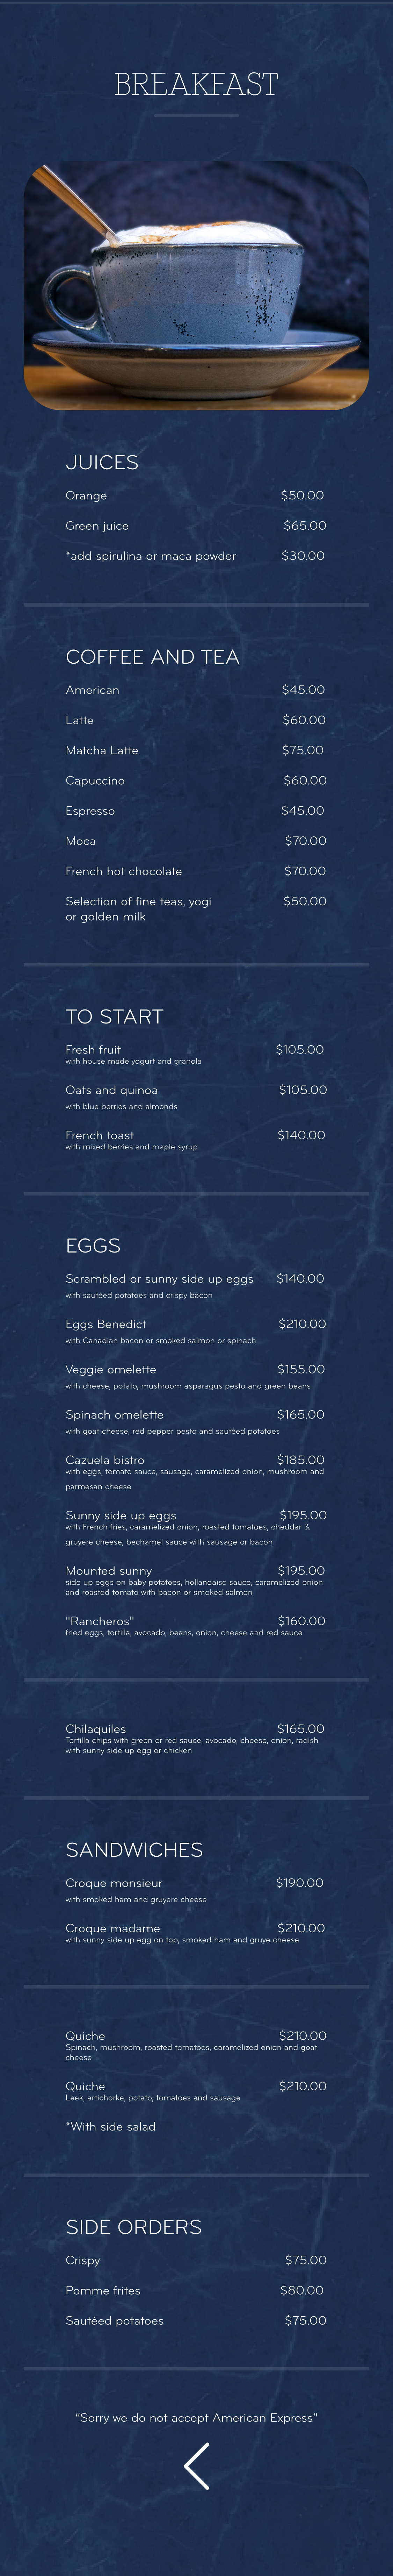 BREAKFAST
JUICES
Orange $50.00
Green juice $65.00
*add spirulina or maca powder $30.00
COFFEE AND TEA
American $45.00
Latte $60.00
Matcha Latte $75.00
Capuccino $60.00
Espresso $45.00
Moca $70.00
French hot chocolate $70.00
Selection of fine teas, yogi $50.00
or golden milk
TO START
Fresh fruit $105.00
with house made yogurt and granola
Oats and quinoa $105.00
with blue berries and almonds
French toast $140.00
with mixed berries and maple syrup
EGGS
Scrambled or sunny side up eggs $140.00
with sautéed potatoes and crispy bacon
Eggs Benedict $210.00
with Canadian bacon or smoked salmon or spinach
Veggie omelette $155.00
with cheese, potato, mushroom asparagus pesto and green beans
Spinach omelette $165.00
with goat cheese, red pepper pesto and sautéed potatoes
Cazuela bistro $185.00
with eggs, tomato sauce, sausage, caramelized onion, mushroom and
parmesan cheese
Sunny side up eggs $195.00
with French fries, caramelized onion, roasted tomatoes, cheddar &
gruyere cheese, bechamel sauce with sausage or bacon
Mounted sunny $195.00
side up eggs on baby potatoes, hollandaise sauce, caramelized onion
and roasted tomato with bacon or smoked salmon
"Rancheros" $160.00
fried eggs, tortilla, avocado, beans, onion, cheese and red sauce
Chilaquiles $165.00
Tortilla chips with green or red sauce, avocado, cheese, onion, radish
with sunny side up egg or chicken
SANDWICHES
Croque monsieur $190.00
with smoked ham and gruyere cheese
Croque madame $210.00
with sunny side up egg on top, smoked ham and gruye cheese
Quiche $210.00
Spinach, mushroom, roasted tomatoes, caramelized onion and goat
cheese
Quiche $210.00
Leek, artichorke, potato, tomatoes and sausage
*With side salad
SIDE ORDERS
Crispy $75.00
Pomme frites $80.00
Sautéed potatoes $75.00
"Sorry we do not accept American Express"